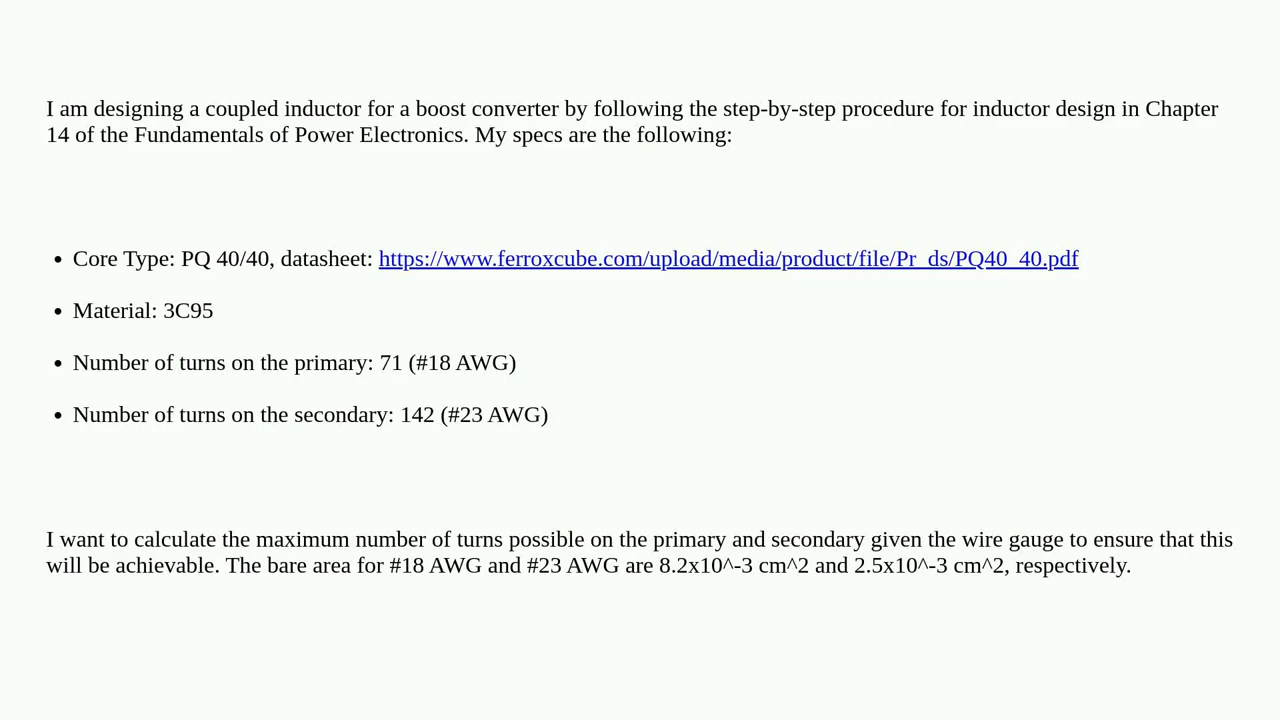 I am designing a coupled inductor for a boost converter by following the step-by-step procedure for inductor design in Chapter
14 of the Fundamentals of Power Electronics. My specs are the following:
• Core Type: PQ 40/40, datasheet: https://www.ferroxcube.com/upload/media/product/file/Pr_ds/PQ40_40.pdf
• Material: 3C95
• Number of turns on the primary: 71 (#18 AWG)
• Number of turns on the secondary: 142 (#23 AWG)
I want to calculate the maximum number of turns possible on the primary and secondary given the wire gauge to ensure that this
will be achievable. The bare area for #18 AWG and #23 AWG are 8.2x10^-3 cm^2 and 2.5x10^-3 cm^2, respectively.